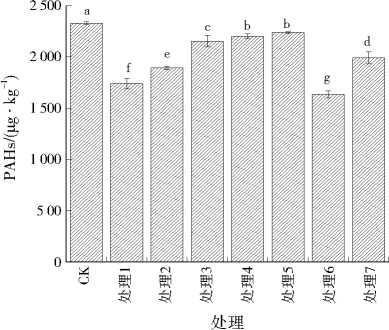 2 500
2 000
1 500
1 000
5 00
0
PAHs/(μg·kg⁻¹)
a
f
e
c
b
b
g
d
CK
处理1
处理2
处理3
处理4
处理5
处理6
处理7
处理